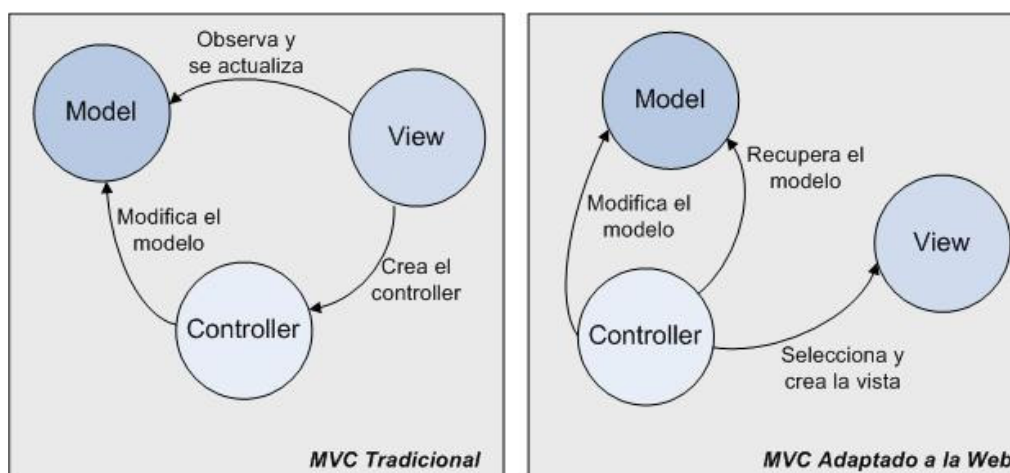 Observa y
se actualiza
Model
View
Modifica el
modelo
Crea el
controller
Controller
MVC Tradicional
Model
Recupera el
modelo
Modifica el
modelo
View
Controller
Selecciona y
crea la vista
MVC Adaptado a la Web